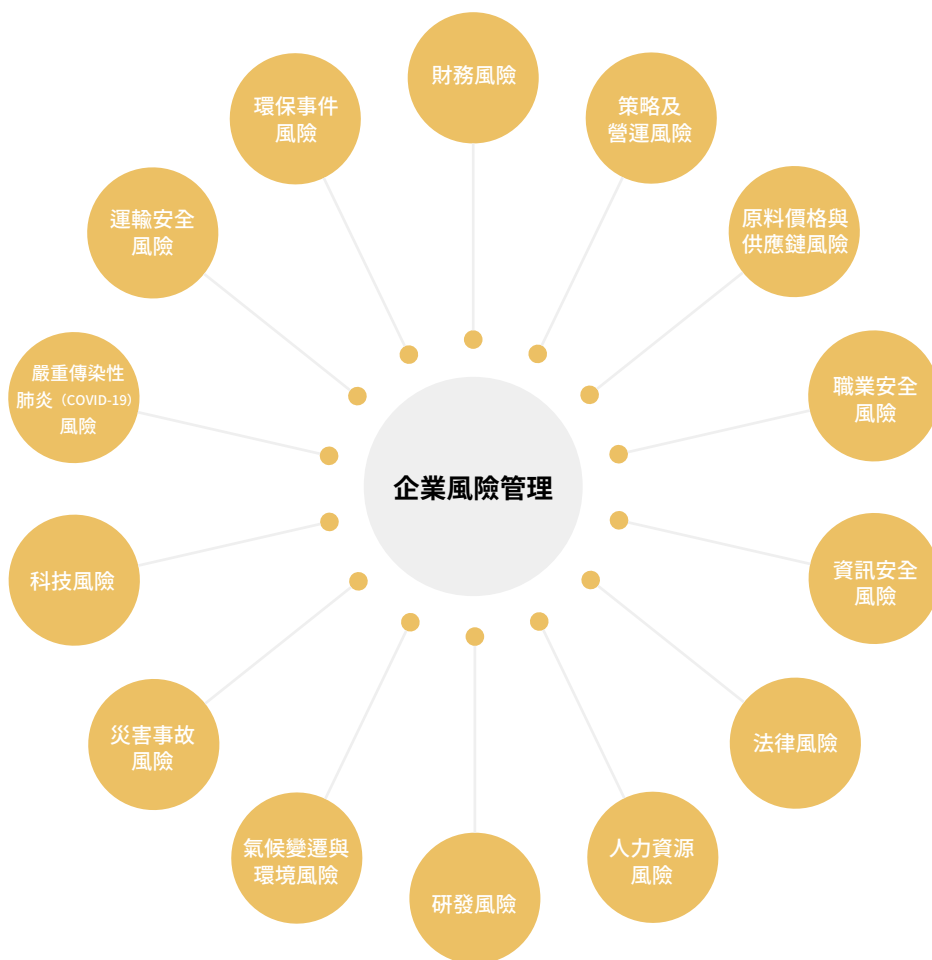 財務風險
策略及
營運風險
原料價格與
供應鏈風險
職業安全
風險
資訊安全
風險
法律風險
人力資源
風險
研發風險
氣候變遷與
環境風險
災害事故
風險
科技風險
嚴重傳染性
肺炎（COVID-19）
風險
運輸安全
風險
環保事件
風險
企業風險管理